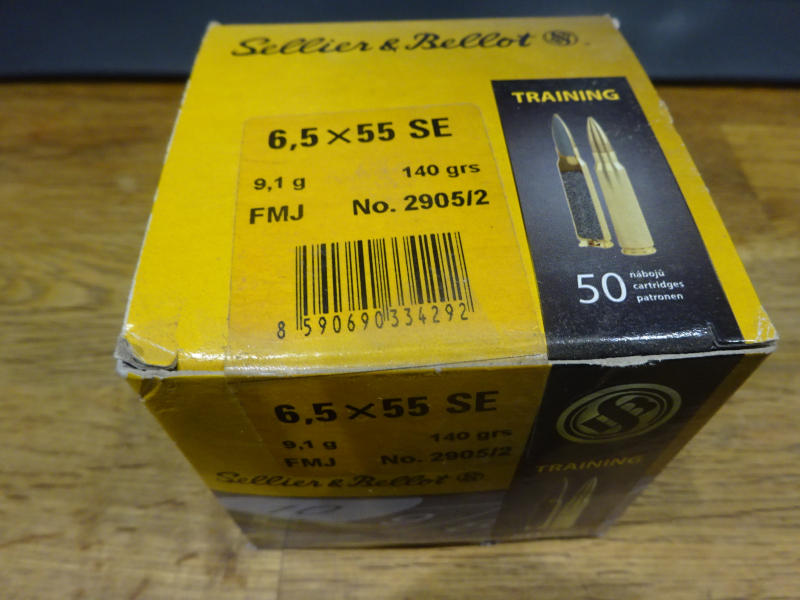 Sellier & Bellot
TRAINING
6,5 × 55 SE
9,1 g 140 grs
FMJ No. 2905/2
8 590690 334292
50 nábojů
cartridges
patronen
6,5 × 55 SE
9,1 g 140 grs
FMJ No. 2905/2
Sellier & Bellot
TRAINING
10